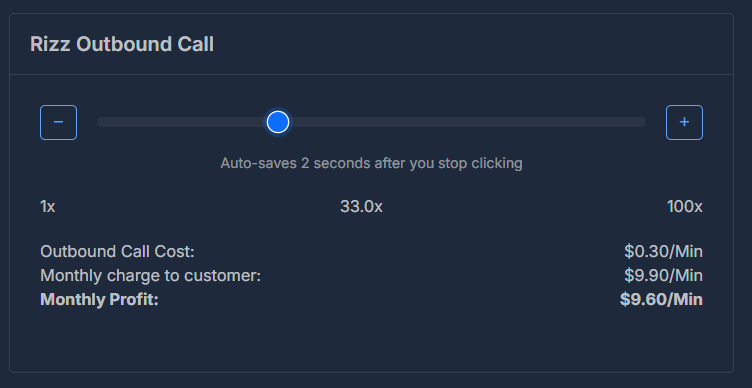 Rizz Outbound Call
− +
Auto-saves 2 seconds after you stop clicking
1x 33.0x 100x
Outbound Call Cost: $0.30/Min
Monthly charge to customer: $9.90/Min
Monthly Profit: $9.60/Min